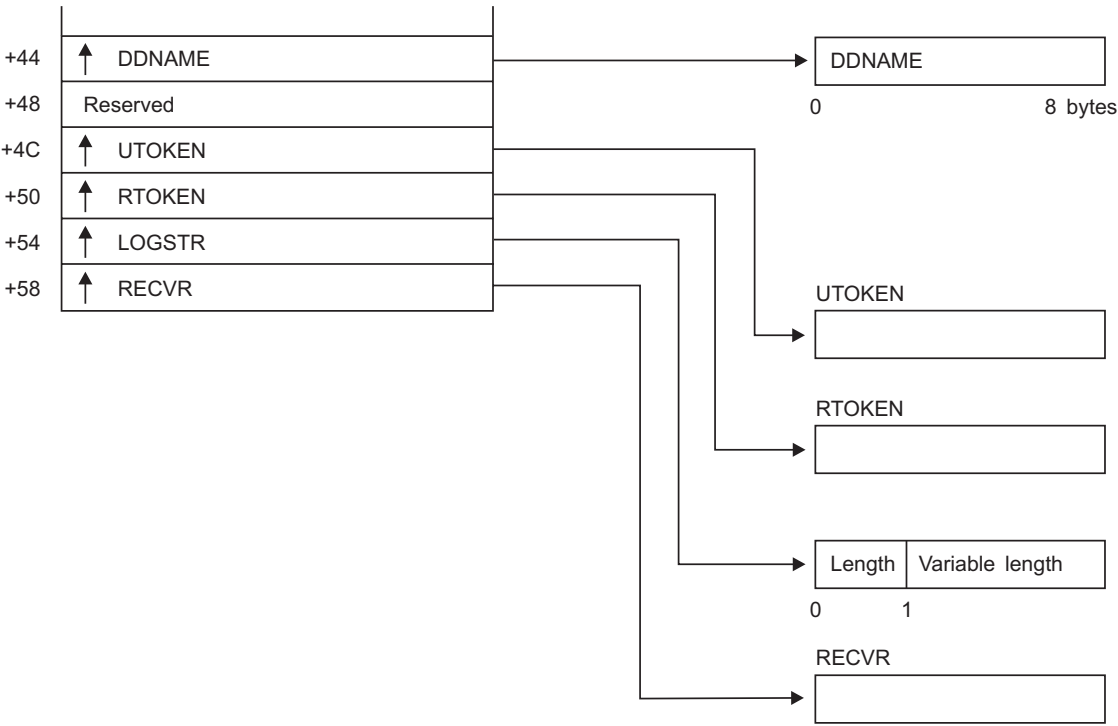 +44 DDNAME DDNAME
+48 Reserved 0 8 bytes
+4C UTOKEN
+50 RTOKEN
+54 LOGSTR
+58 RECVR
UTOKEN
RTOKEN
Length Variable length
0 1
RECVR